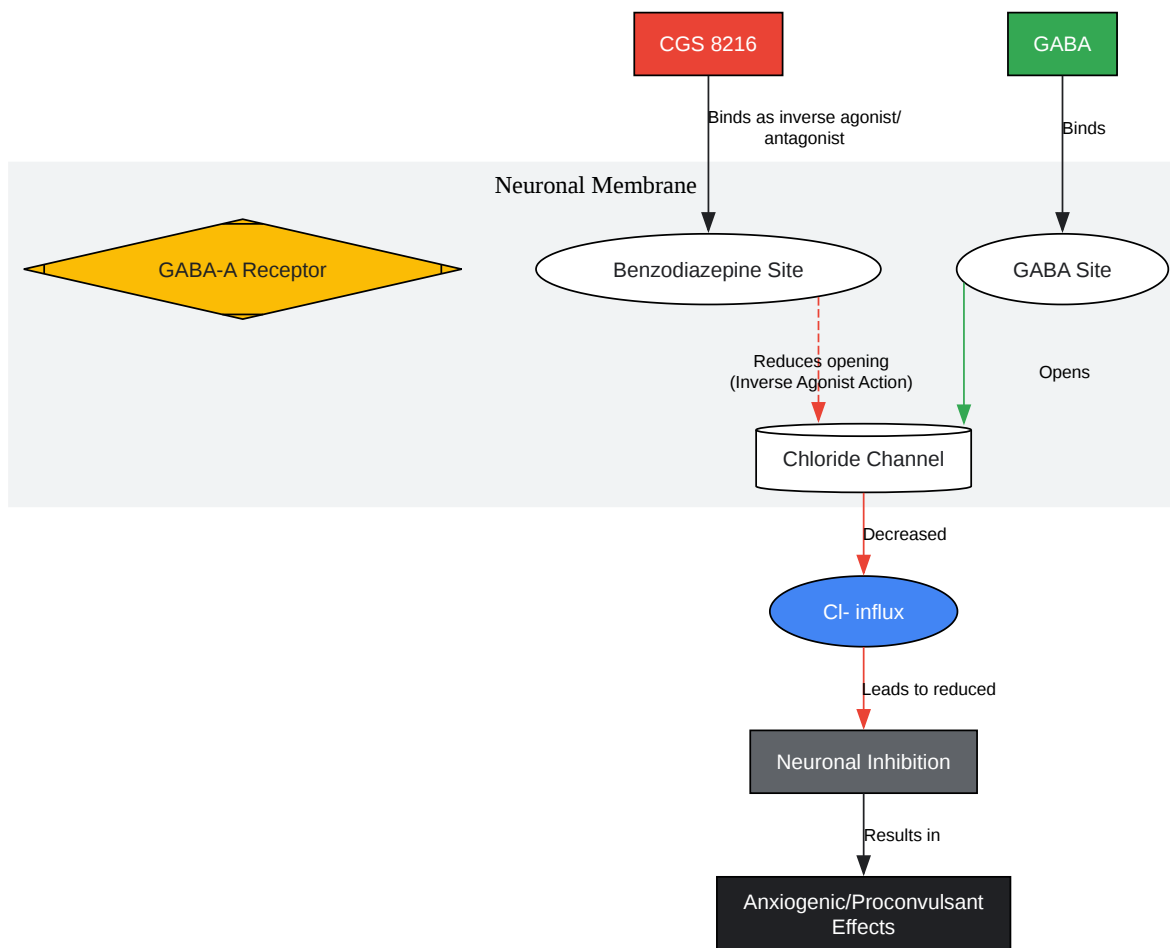 CGS 8216
GABA
Binds as inverse agonist/
antagonist
Binds
Neuronal Membrane
GABA-A Receptor
Benzodiazepine Site
GABA Site
Reduces opening
(Inverse Agonist Action)
Opens
Chloride Channel
Decreased
Cl- influx
Leads to reduced
Neuronal Inhibition
Results in
Anxiogenic/Proconvulsant
Effects